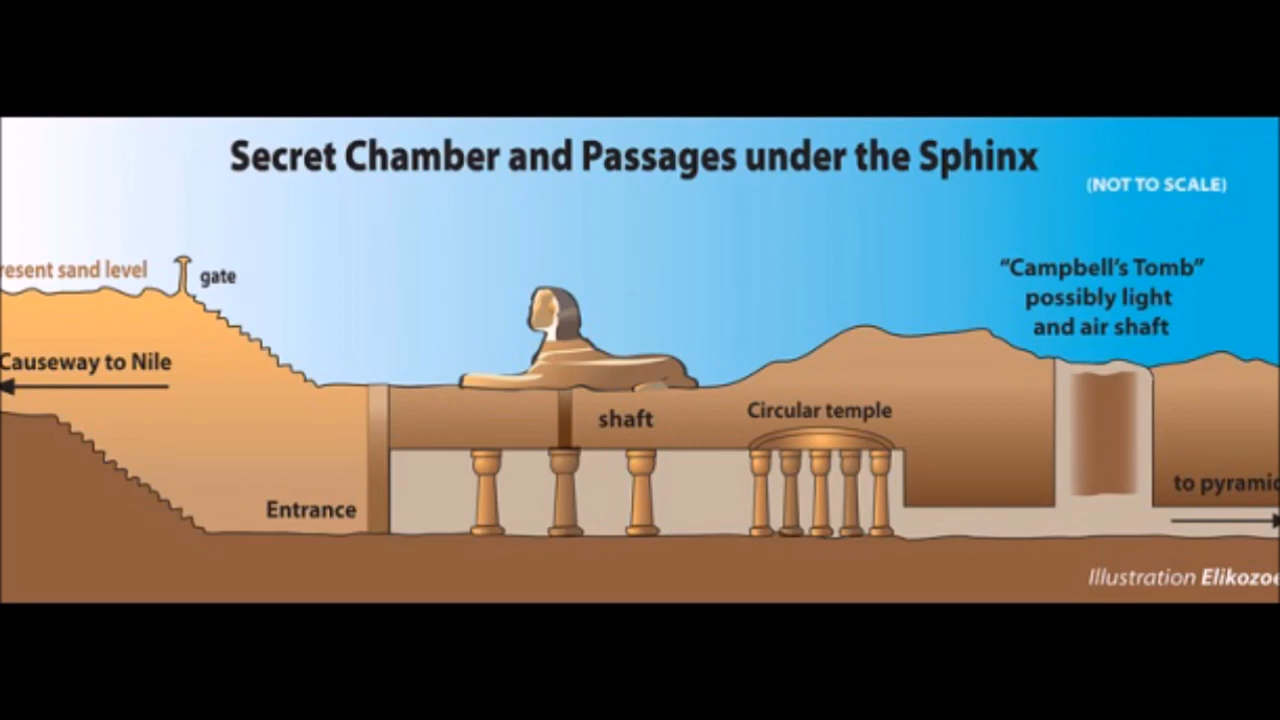 Secret Chamber and Passages under the Sphinx
(NOT TO SCALE)
resent sand level
gate
"Campbell's Tomb"
possibly light
and air shaft
Causeway to Nile
shaft
Circular temple
Entrance
to pyramid
Illustration Elikozoe